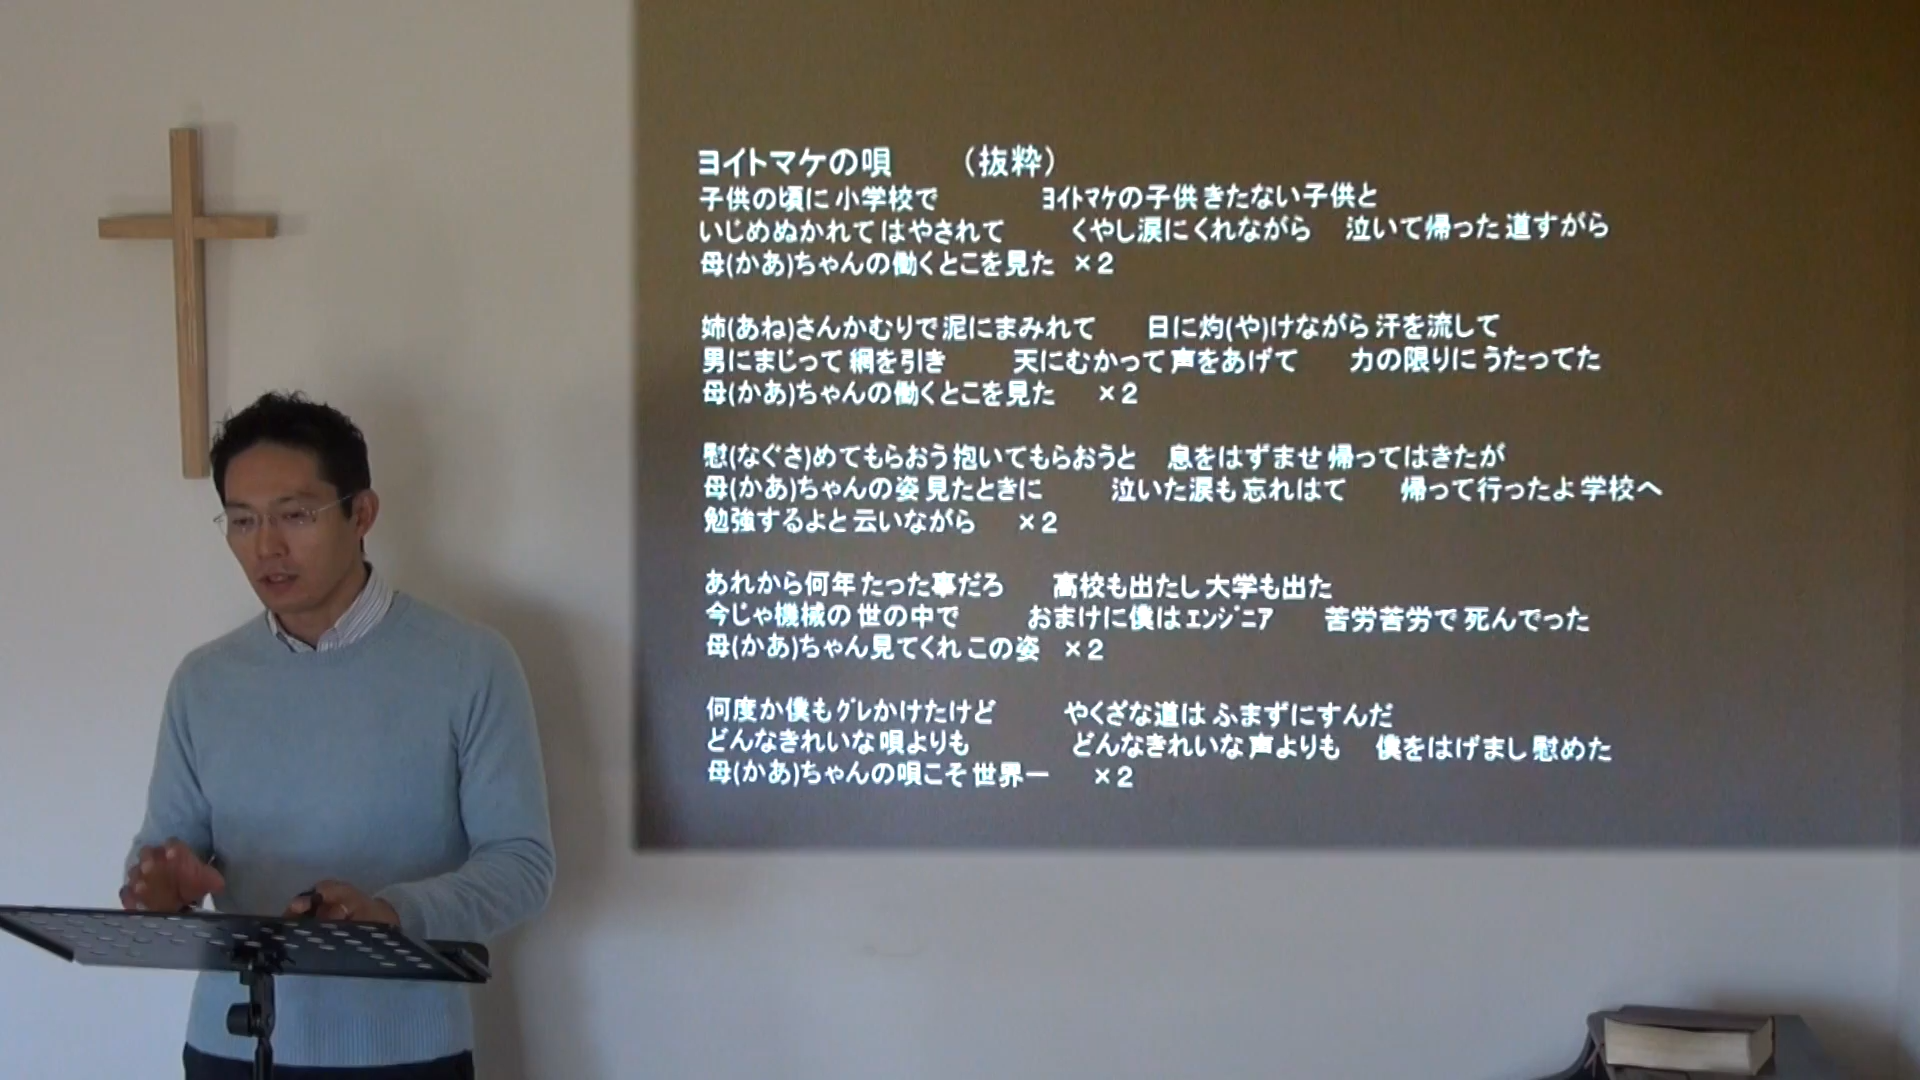 ヨイトマケの唄　　（抜粋）
子供の頃に 小学校で　　　　ﾖｲﾄﾏｹの子供 きたない子供と
いじめぬかれて はやされて　　　くやし涙にくれながら　泣いて帰った 道すがら
母(かあ)ちゃんの働くとこを見た　×２
姉(あね)さんかむりで 泥にまみれて　　日に灼(や)けながら 汗を流して
男にまじって 綱を引き　　　天にむかって 声をあげて　　力の限りに うたってた
母(かあ)ちゃんの働くとこを見た　　×２
慰(なぐさ)めてもらおう 抱いてもらおうと　息をはずませ 帰ってはきたが
母(かあ)ちゃんの姿 見たときに　　　泣いた涙も 忘れはて　　帰って行ったよ 学校へ
勉強するよと 云いながら　　×２
あれから何年 たった事だろ　　高校も出たし 大学も出た
今じゃ機械の 世の中で　　　おまけに僕は ｴﾝｼﾞﾆｱ　　苦労苦労で 死んでった
母(かあ)ちゃん見てくれ この姿　×２
何度か僕も ｸﾞﾚかけたけど　　　やくざな道は ふまずにすんだ
どんなきれいな 唄よりも　　　　どんなきれいな 声よりも　僕をはげまし 慰めた
母(かあ)ちゃんの唄こそ 世界一　　×２